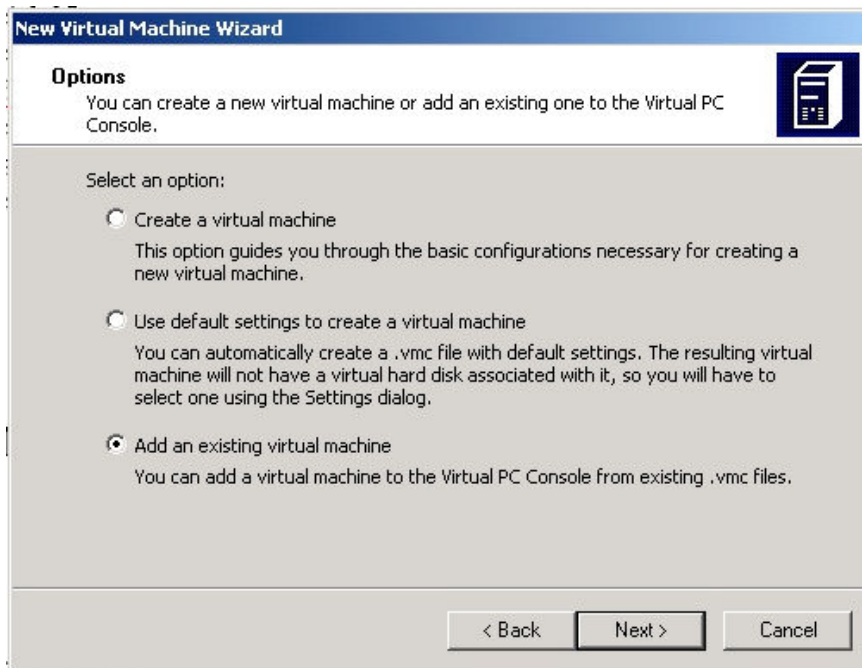 New Virtual Machine Wizard
Options
You can create a new virtual machine or add an existing one to the Virtual PC
Console.
Select an option:
Create a virtual machine
This option guides you through the basic configurations necessary for creating a
new virtual machine.
Use default settings to create a virtual machine
You can automatically create a .vmc file with default settings. The resulting virtual
machine will not have a virtual hard disk associated with it, so you will have to
select one using the Settings dialog.
Add an existing virtual machine
You can add a virtual machine to the Virtual PC Console from existing .vmc files.
< Back
Next >
Cancel